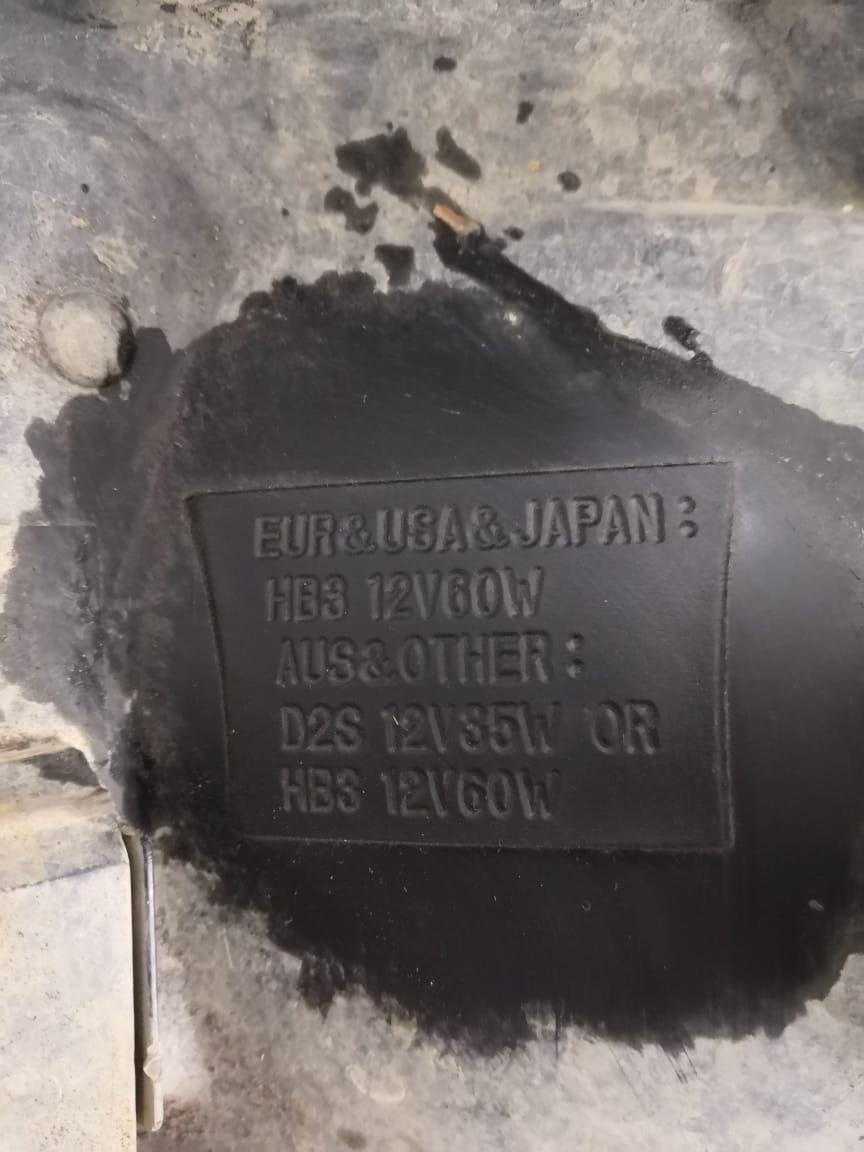 EUR&USA&JAPAN:
HB3 12V60W
AUS&OTHER:
D2S 12V35W OR
HB3 12V60W